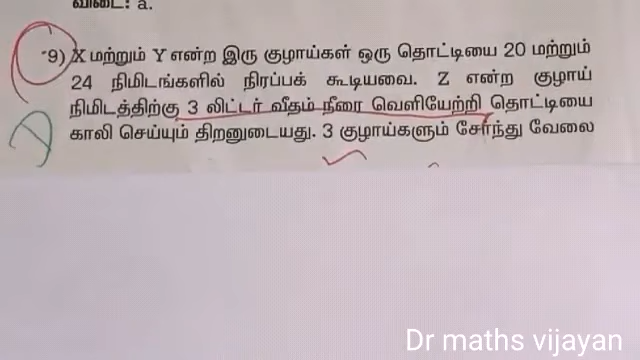 விடை: a.
9) X மற்றும் Y என்ற இரு குழாய்கள் ஒரு தொட்டியை 20 மற்றும்
24 நிமிடங்களில் நிரப்பக் கூடியவை. Z என்ற குழாய்
நிமிடத்திற்கு 3 லிட்டர் வீதம் நீரை வெளியேற்றி தொட்டியை
காலி செய்யும் திறனுடையது. 3 குழாய்களும் சேர்ந்து வேலை
Dr maths vijayan